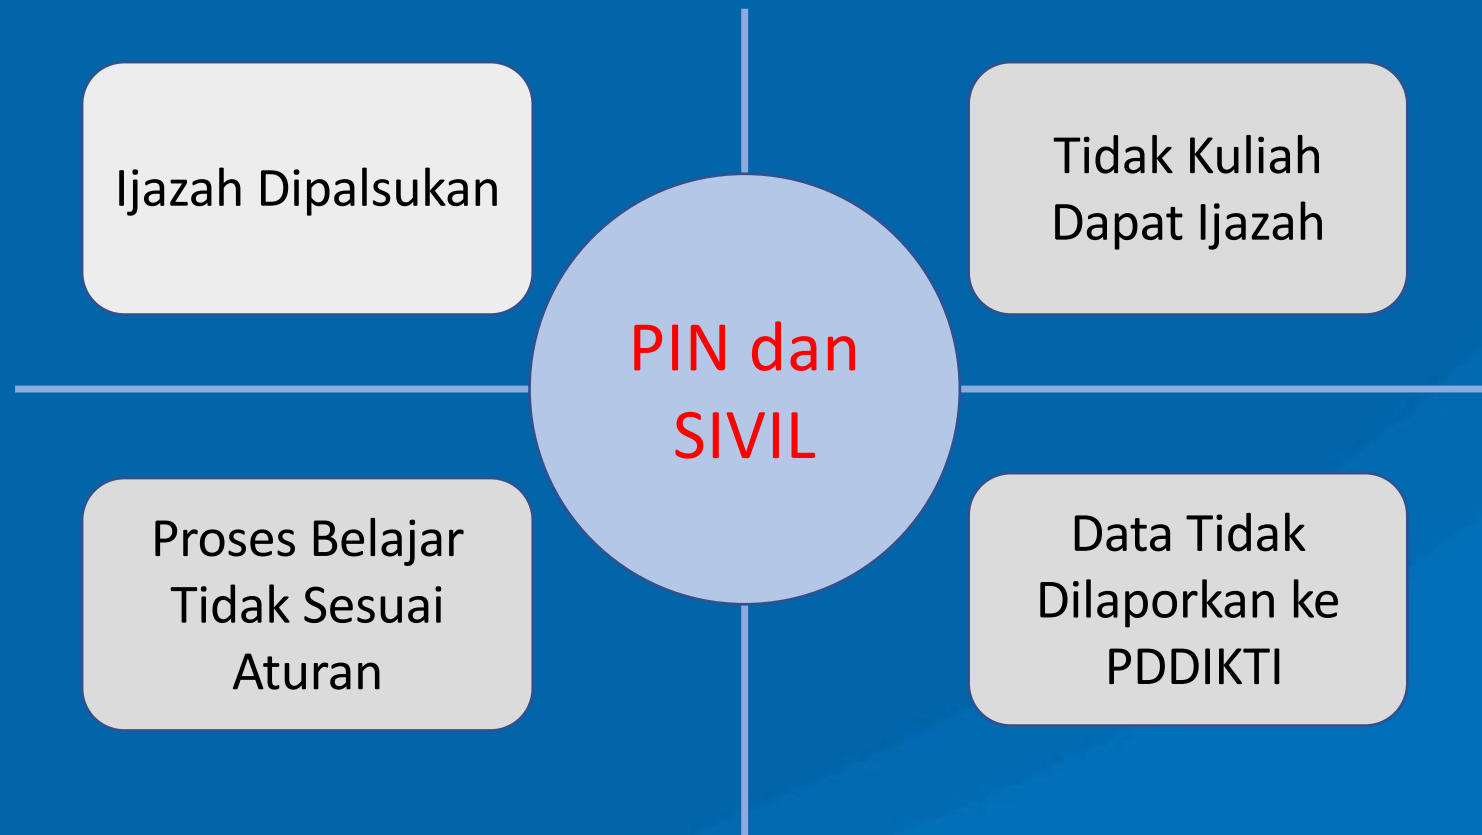 Ijazah Dipalsukan
Tidak Kuliah
Dapat Ijazah
PIN dan
SIVIL
Proses Belajar
Tidak Sesuai
Aturan
Data Tidak
Dilaporkan ke
PDDIKTI